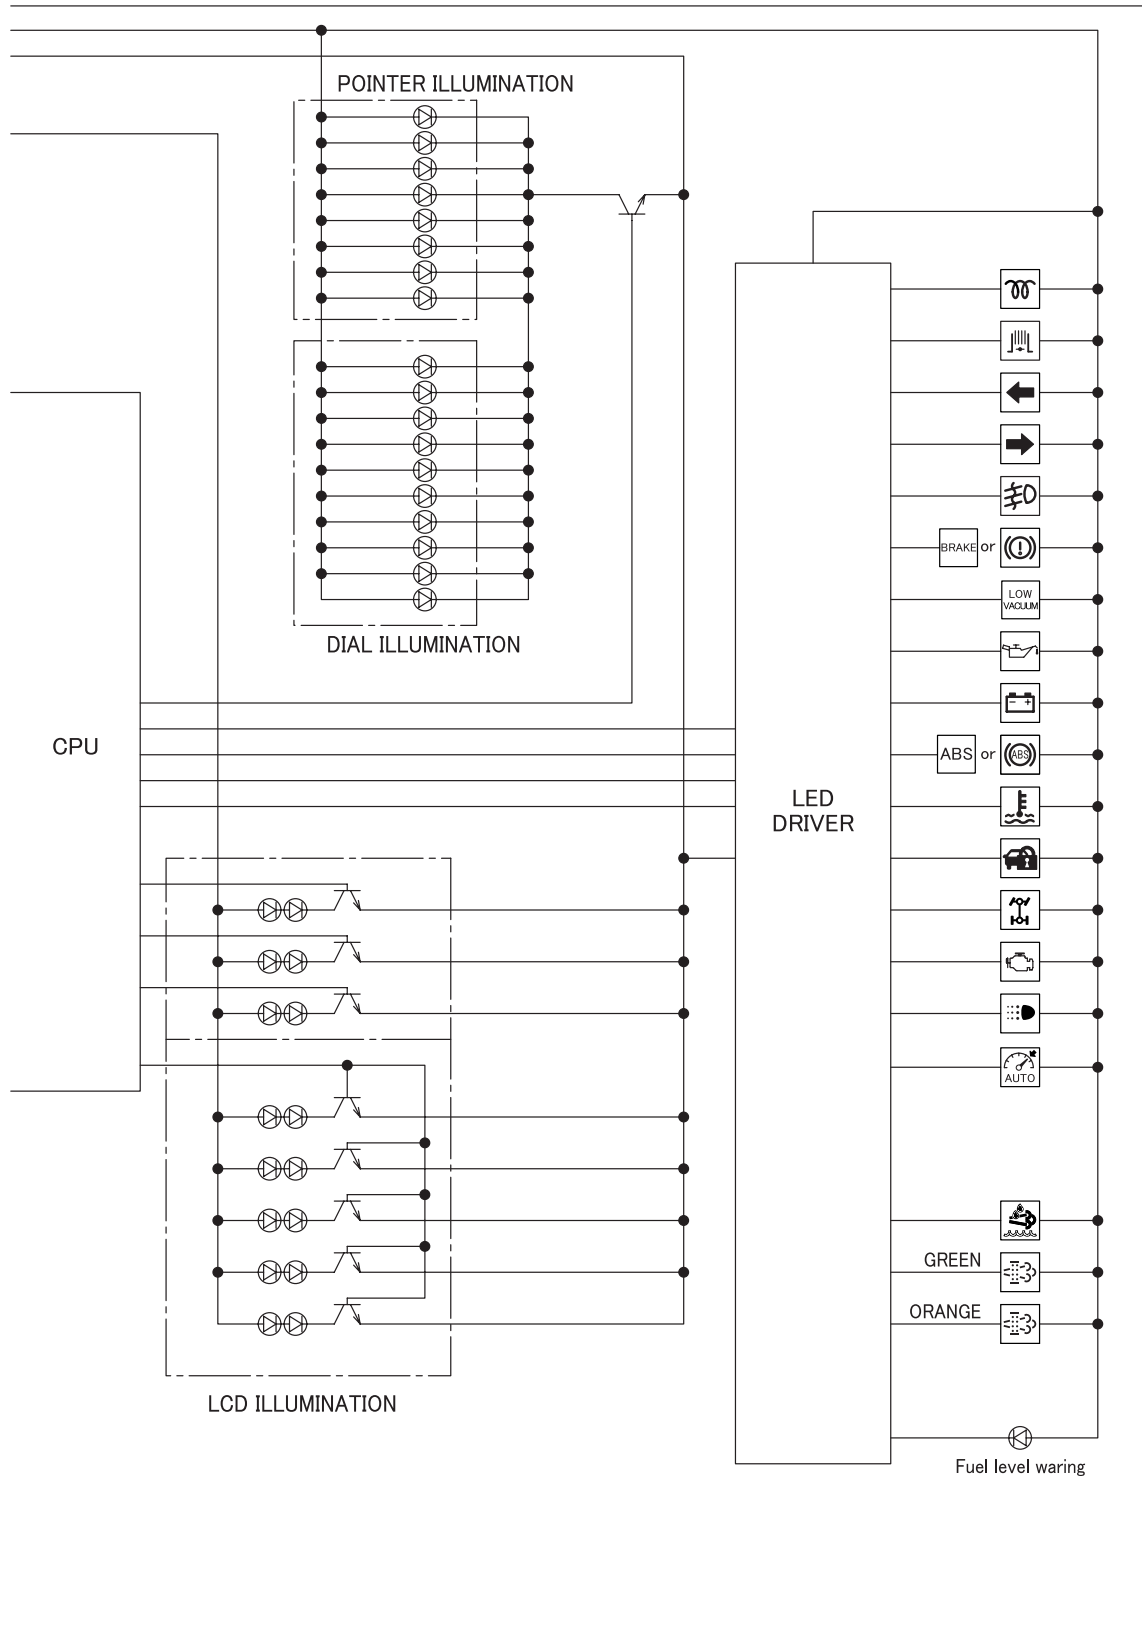 POINTER ILLUMINATION
DIAL ILLUMINATION
CPU
LED
DRIVER
BRAKE or
LOW
VACUUM
ABS or
ABS
AUTO
GREEN
ORANGE
LCD ILLUMINATION
Fuel level waring